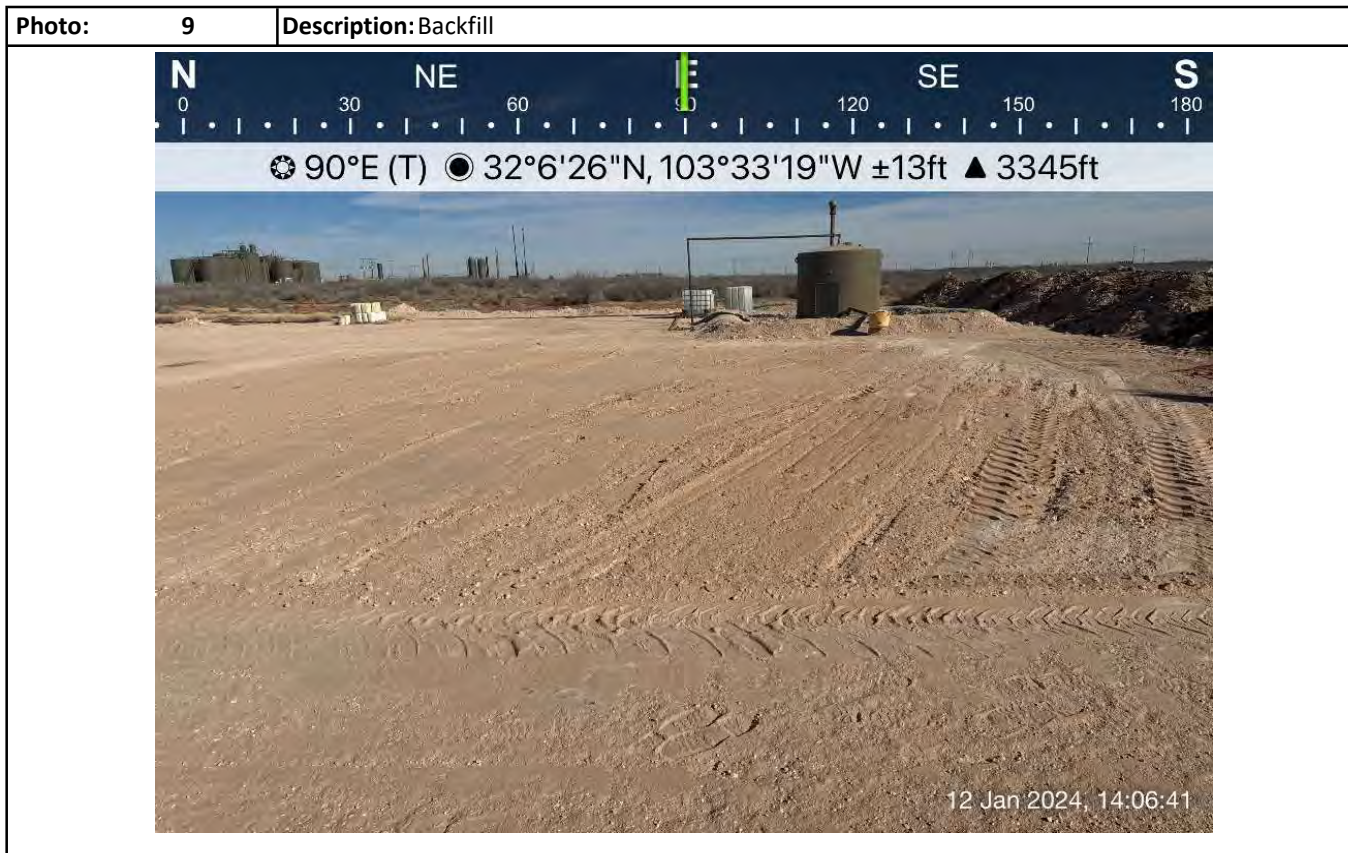 Photo: 9 Description: Backfill
N NE E SE S
0 30 60 90 120 150 180
90°E (T) 32°6'26"N, 103°33'19"W ±13ft ▲ 3345ft
12 Jan 2024, 14:06:41